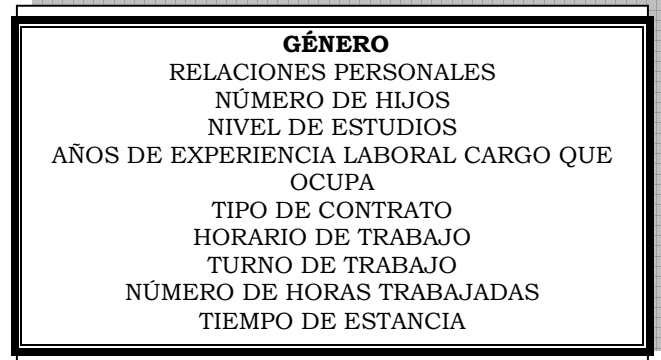 GÉNERO
RELACIONES PERSONALES
NÚMERO DE HIJOS
NIVEL DE ESTUDIOS
AÑOS DE EXPERIENCIA LABORAL CARGO QUE
OCUPA
TIPO DE CONTRATO
HORARIO DE TRABAJO
TURNO DE TRABAJO
NÚMERO DE HORAS TRABAJADAS
TIEMPO DE ESTANCIA